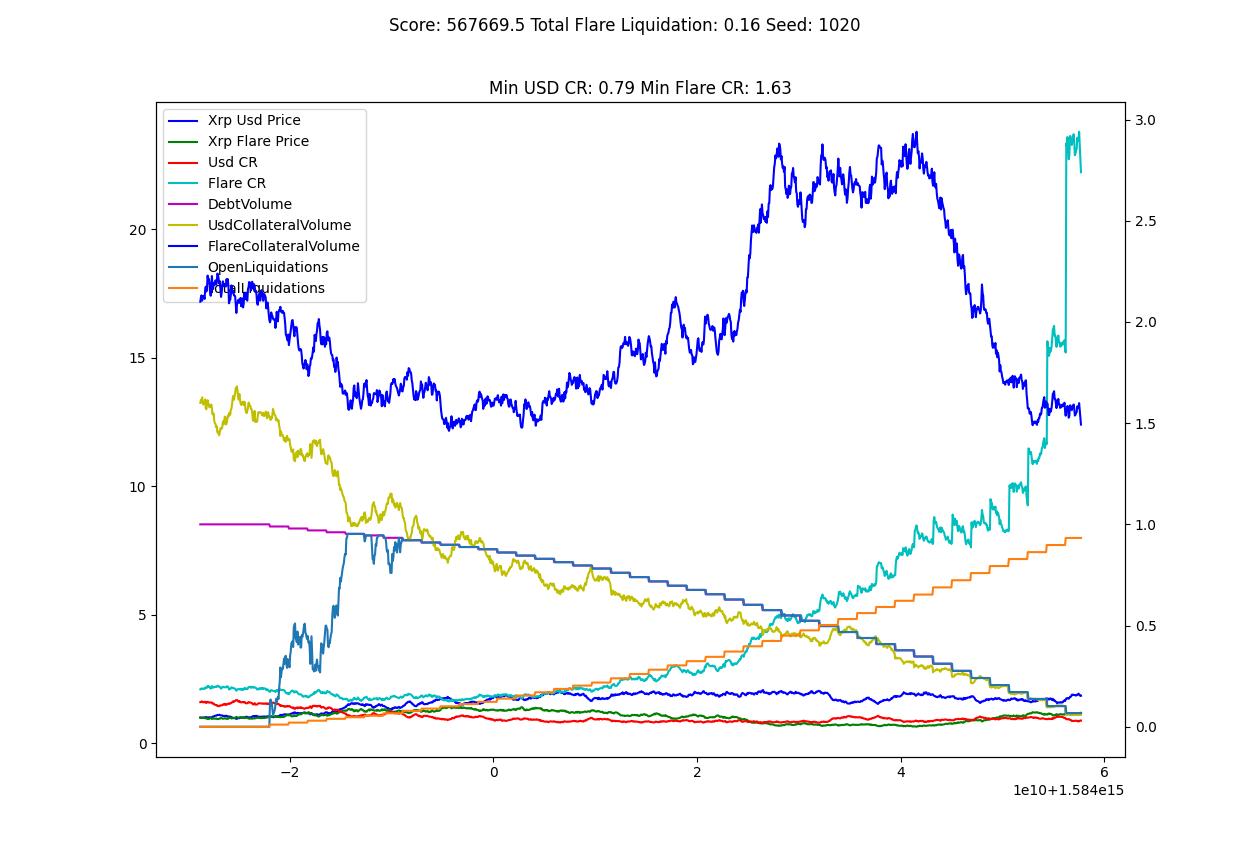 Score: 567669.5 Total Flare Liquidation: 0.16 Seed: 1020
Min USD CR: 0.79 Min Flare CR: 1.63
Xrp Usd Price
Xrp Flare Price
Usd CR
Flare CR
DebtVolume
UsdCollateralVolume
FlareCollateralVolume
OpenLiquidations
TotalLiquidations
20
15
10
5
0
3.0
2.5
2.0
1.5
1.0
0.5
0.0
−2 0 2 4 6
1e10+1.584e15